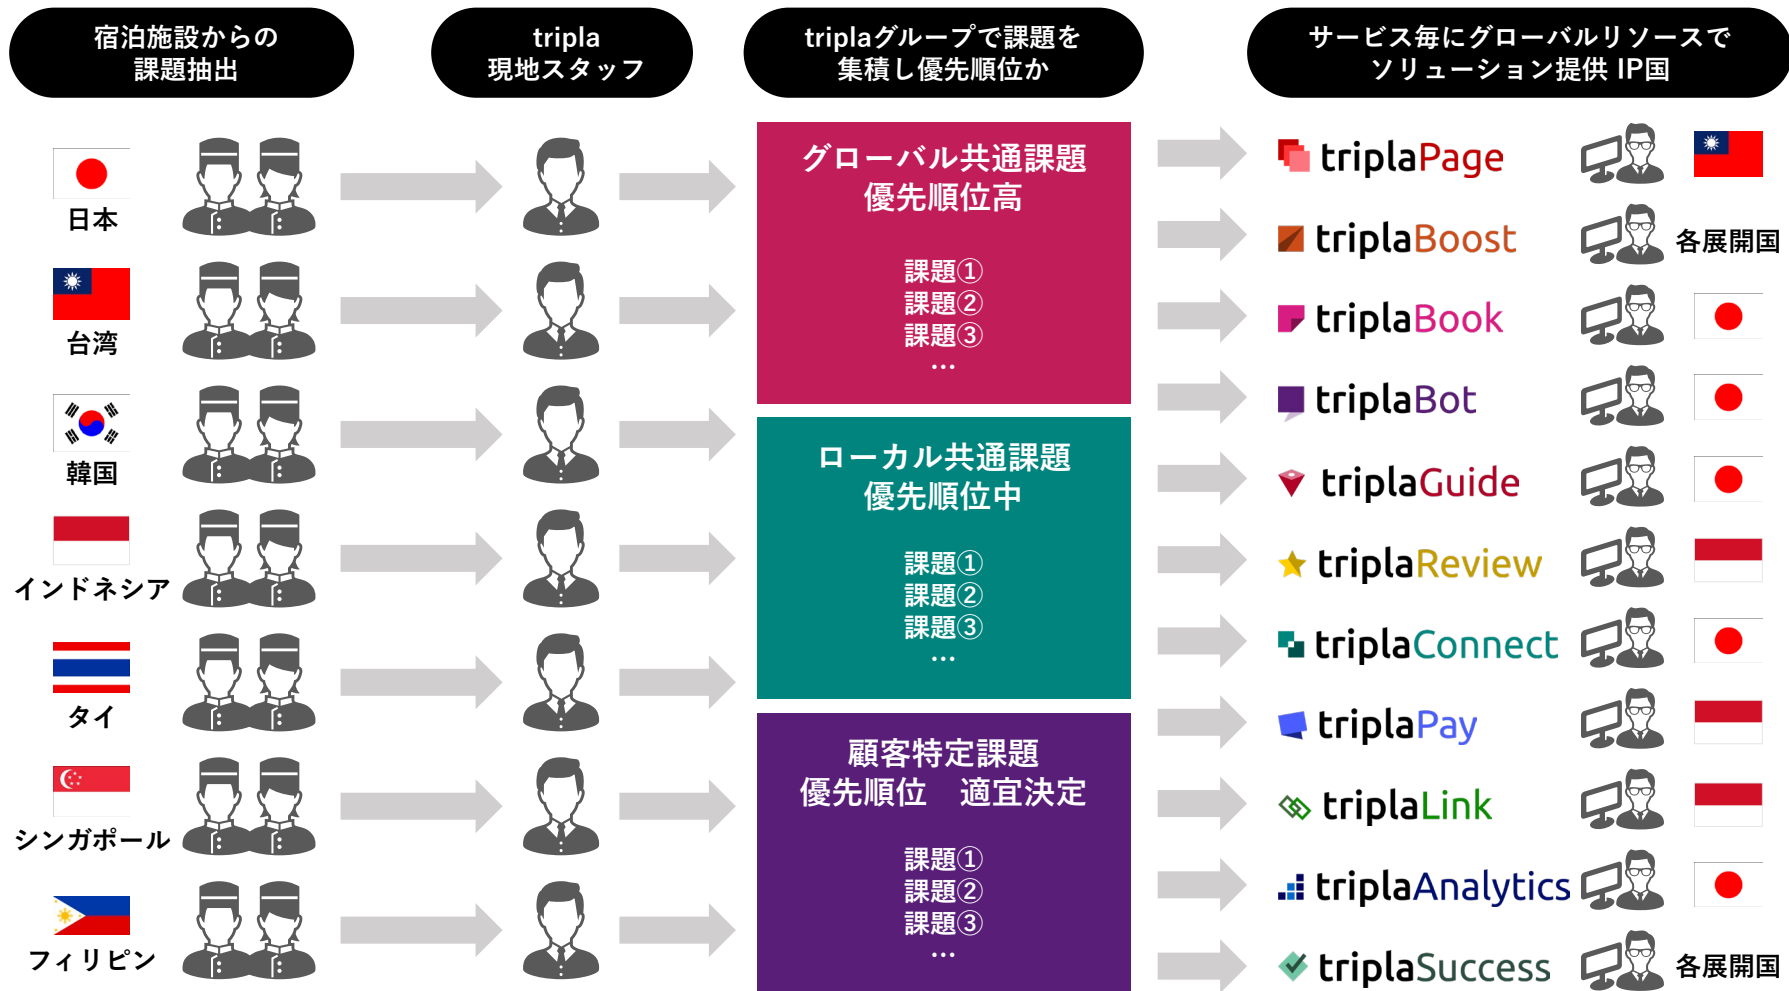 宿泊施設からの
課題抽出
tripla
現地スタッフ
triplaグループで課題を
集積し優先順位か
サービス毎にグローバルリソースで
ソリューション提供 IP国
日本
台湾
韓国
インドネシア
タイ
シンガポール
フィリピン
グローバル共通課題
優先順位高
課題①
課題②
課題③
…
ローカル共通課題
優先順位中
課題①
課題②
課題③
…
顧客特定課題
優先順位　適宜決定
課題①
課題②
課題③
…
triplaPage
triplaBoost
各展開国
triplaBook
triplaBot
triplaGuide
triplaReview
triplaConnect
triplaPay
triplaLink
triplaAnalytics
triplaSuccess
各展開国